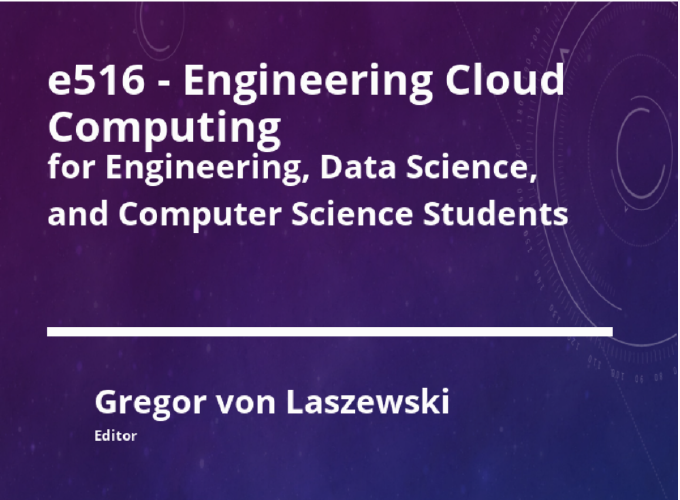 e516 - Engineering Cloud
Computing
for Engineering, Data Science,
and Computer Science Students
Gregor von Laszewski
Editor